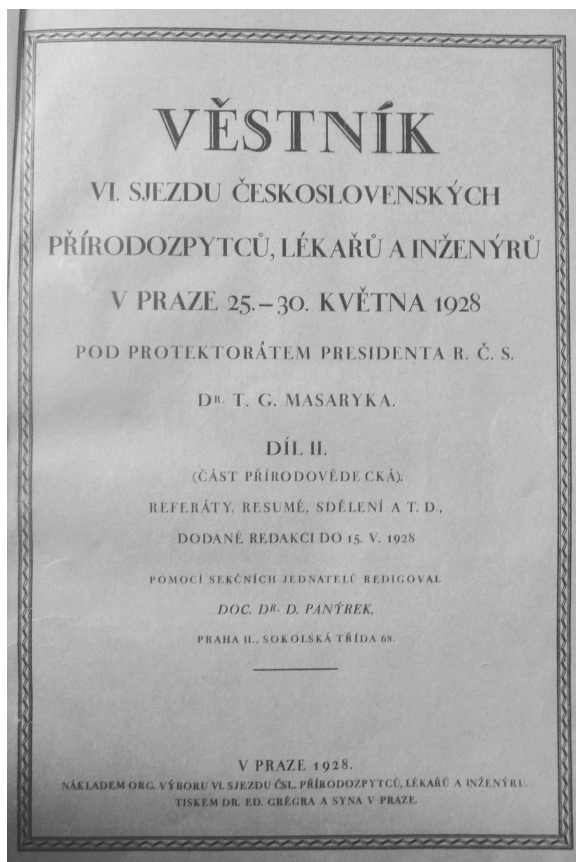 VĚSTNÍK
VI. SJEZDU ČESKOSLOVENSKÝCH
PŘÍRODOZPYTCŮ, LÉKAŘŮ A INŽENÝRŮ
V PRAZE 25.–30. KVĚTNA 1928
POD PROTEKTORÁTEM PRESIDENTA R. Č. S.
DR. T. G. MASARYKA.
DÍL II.
(ČÁST PŘÍRODOVĚDECKÁ).
REFERÁTY, RESUMÉ, SDĚLENÍ A T. D.,
DODANÉ REDAKCI DO 15. V. 1928
POMOCÍ SEKČNÍCH JEDNATELŮ REDIGOVAL
DOC. DR. D. PANÝREK,
PRAHA II., SOKOLSKÁ TŘÍDA 68.
V PRAZE 1928.
NÁKLADEM ORG. VÝBORU VI. SJEZDU ČSL. PŘÍRODOZPYTCŮ, LÉKAŘŮ A INŽENÝRŮ.
TISKEM DR. ED. GRÉGRA A SYNA V PRAZE.